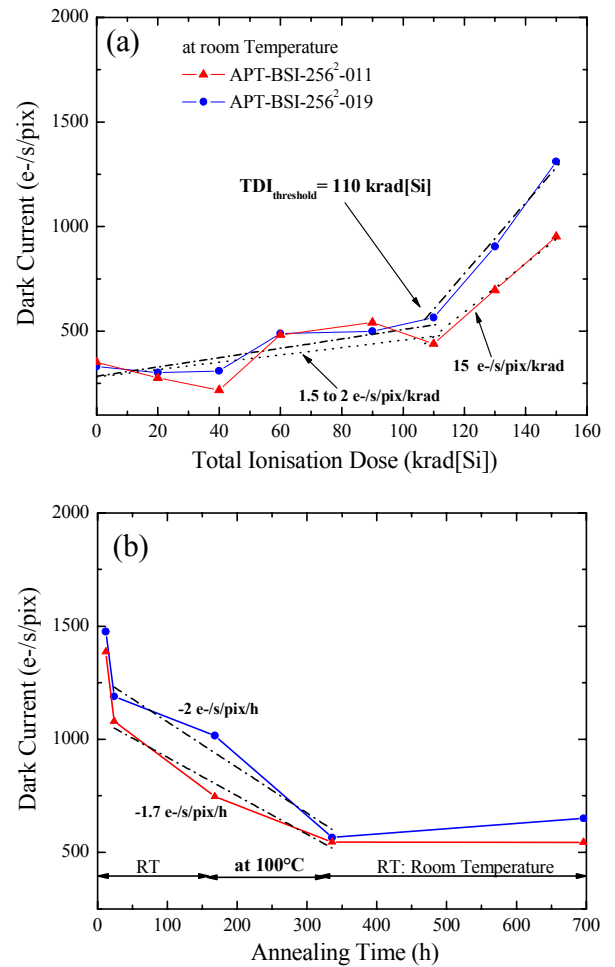 (a)
at room Temperature
APT-BSI-256²-011
APT-BSI-256²-019
TDI_threshold = 110 krad[Si]
15 e-/s/pix/krad
1.5 to 2 e-/s/pix/krad
Dark Current (e-/s/pix)
2000
1500
1000
500
0 20 40 60 80 100 120 140 160
Total Ionisation Dose (krad[Si])
(b)
-2 e-/s/pix/h
-1.7 e-/s/pix/h
RT
at 100°C
RT: Room Temperature
Dark Current (e-/s/pix)
2000
1500
1000
500
0 100 200 300 400 500 600 700
Annealing Time (h)